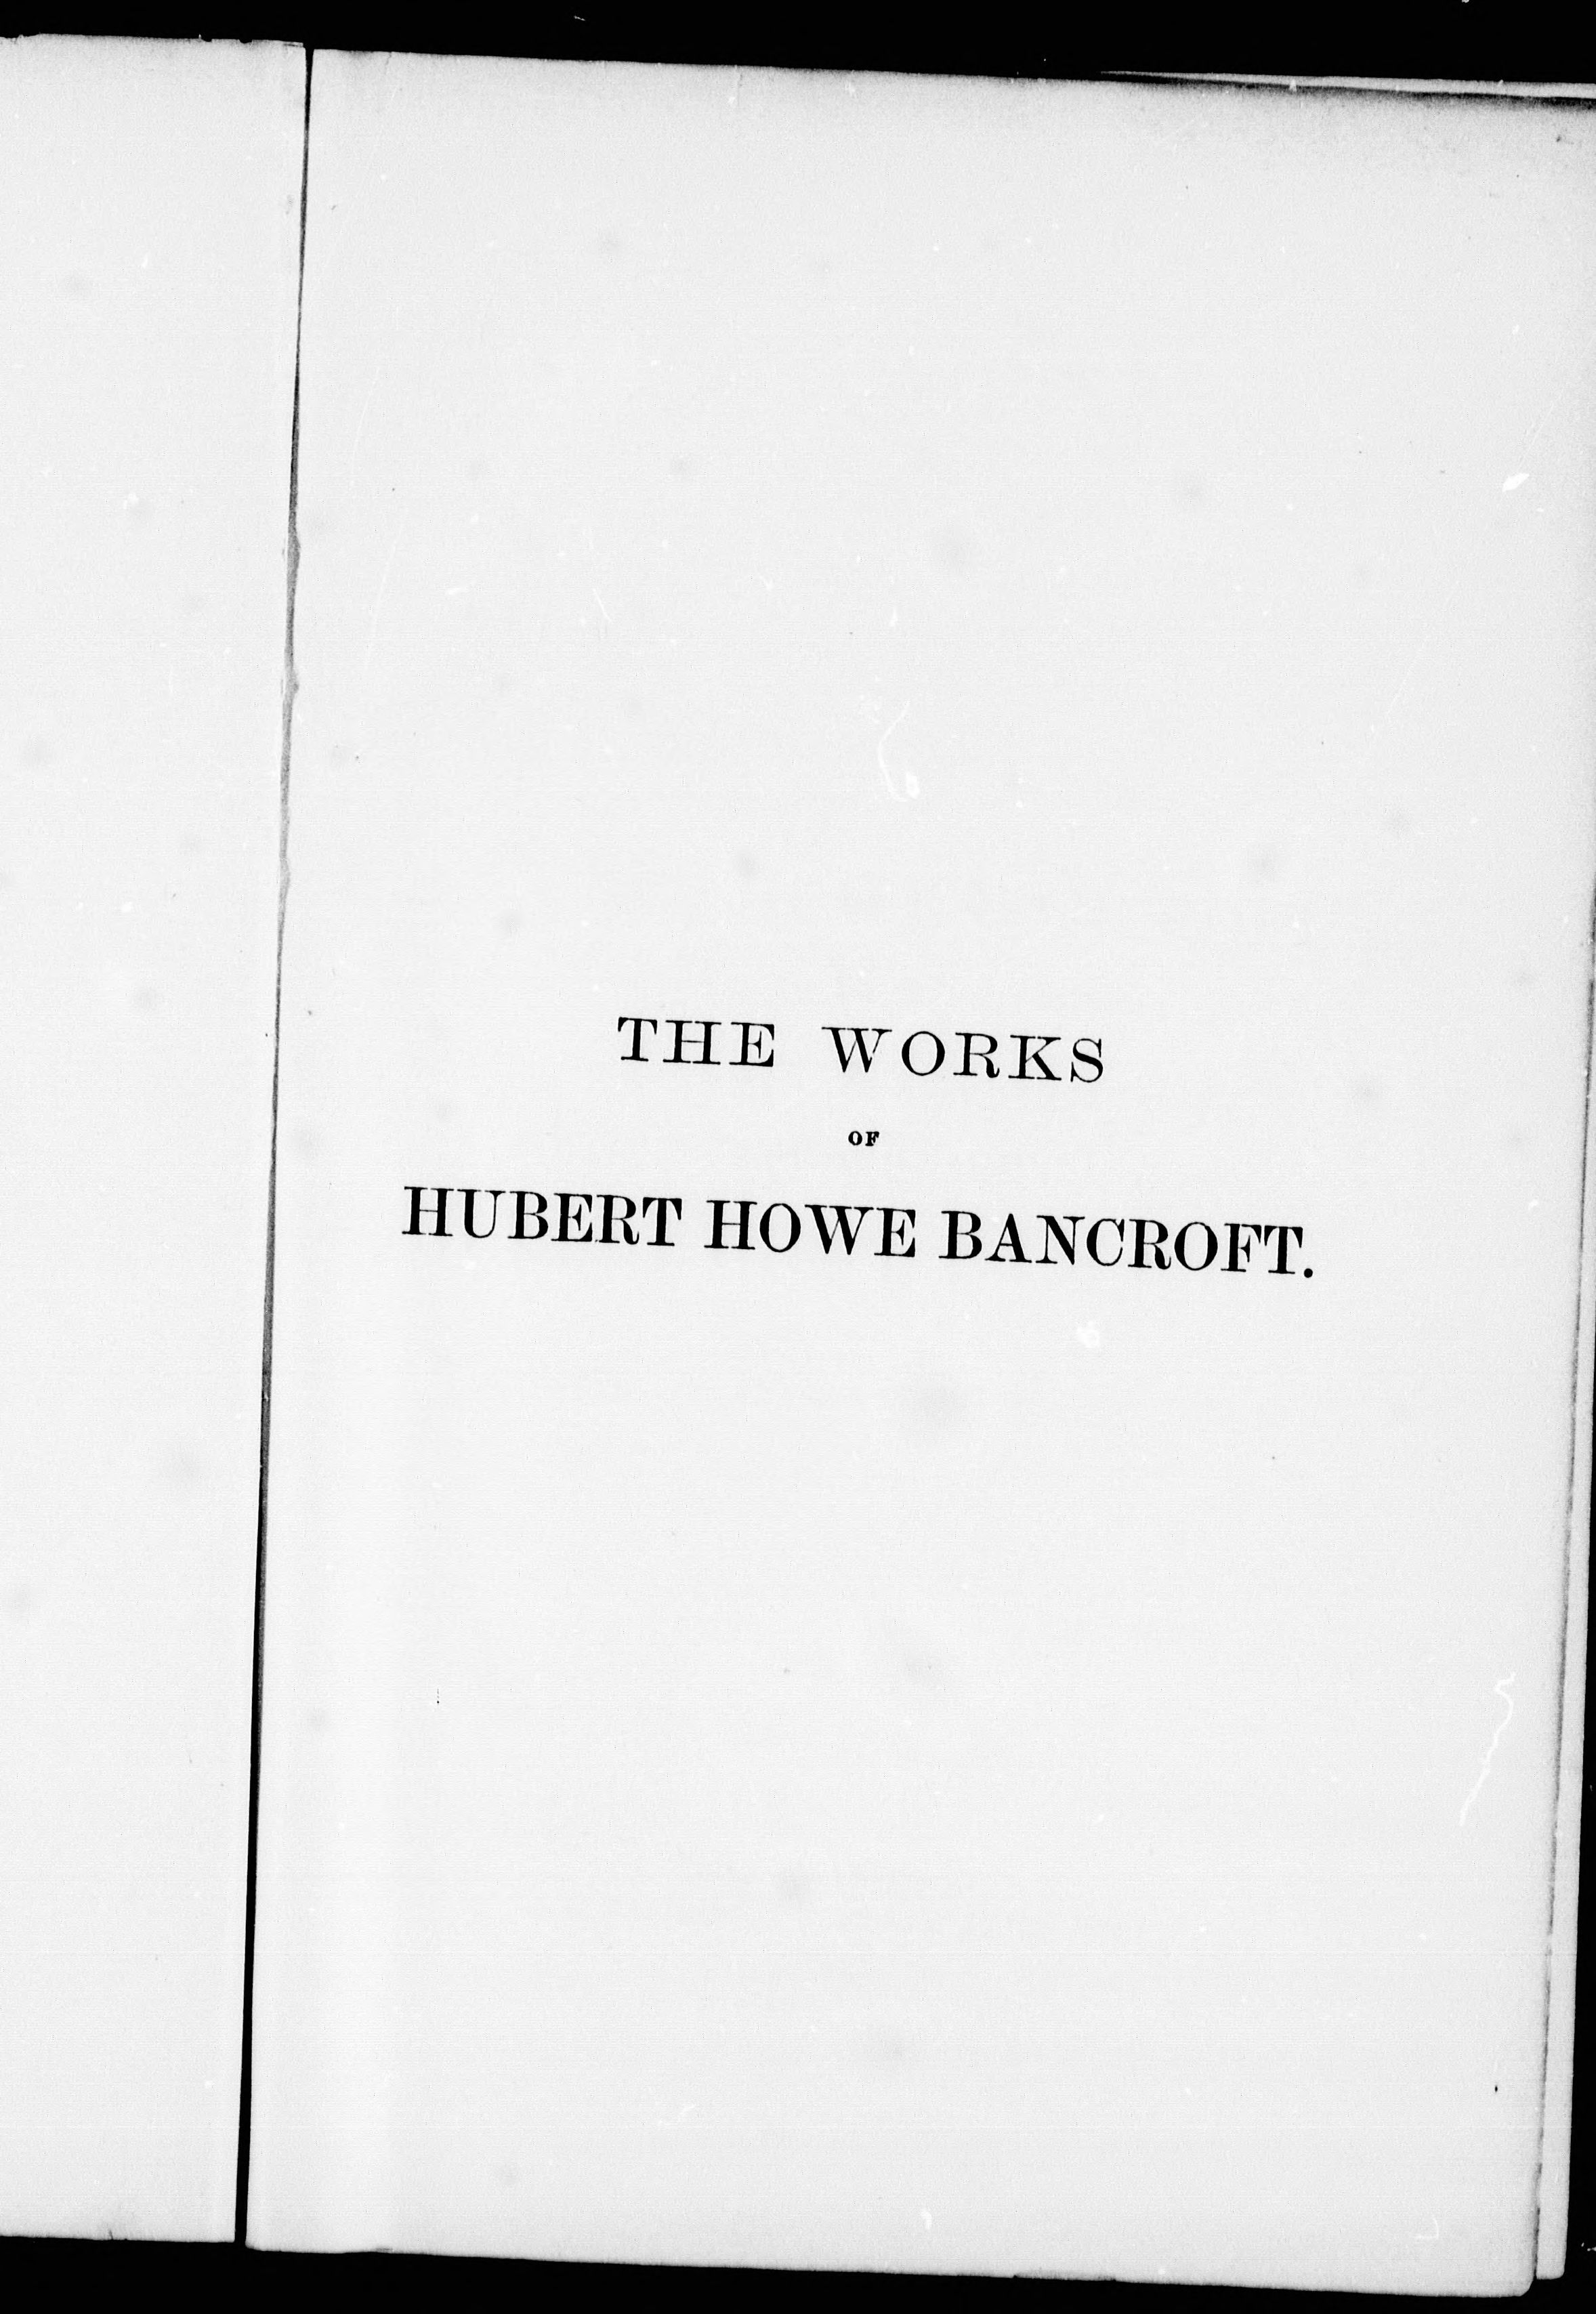 THE WORKS
OF
HUBERT HOWE BANCROFT.